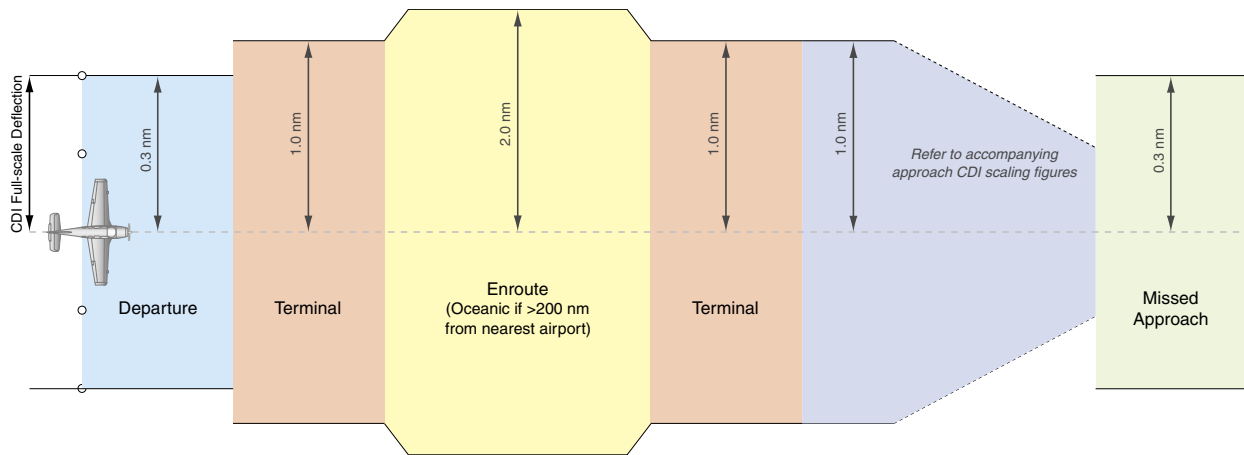 CDI Full-scale Deflection
0.3 nm
1.0 nm
2.0 nm
1.0 nm
1.0 nm
0.3 nm
Refer to accompanying
approach CDI scaling figures
Departure
Terminal
Enroute
(Oceanic if >200 nm
from nearest airport)
Terminal
Missed
Approach